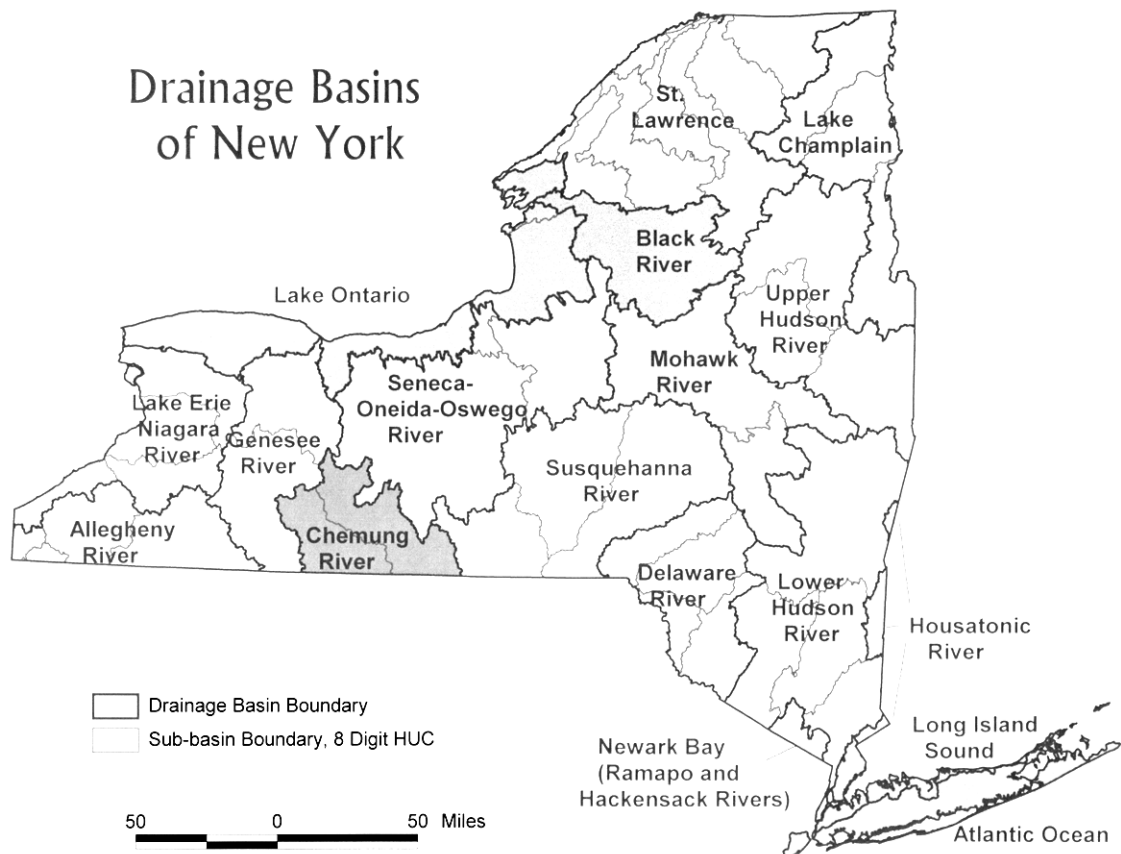 Drainage Basins
of New York
St.
Lawrence
Lake
Champlain
Black
River
Lake Ontario
Upper
Hudson
River
Mohawk
River
Seneca-
Oneida-Oswego
River
Lake Erie
Niagara
River
Genesee
River
Susquehanna
River
Allegheny
River
Chemung
River
Delaware
River
Lower
Hudson
River
Housatonic
River
Drainage Basin Boundary
Sub-basin Boundary, 8 Digit HUC
Newark Bay
(Ramapo and
Hackensack Rivers)
Long Island
Sound
50 0 50 Miles
Atlantic Ocean